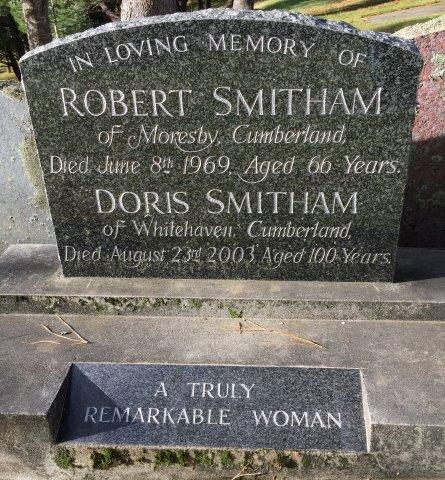 IN LOVING MEMORY OF
ROBERT SMITHAM
of Moresby, Cumberland,
Died June 8th 1969, Aged 66 Years.
DORIS SMITHAM
of Whitehaven, Cumberland,
Died August 23rd 2003, Aged 100 Years.
A TRULY
REMARKABLE WOMAN